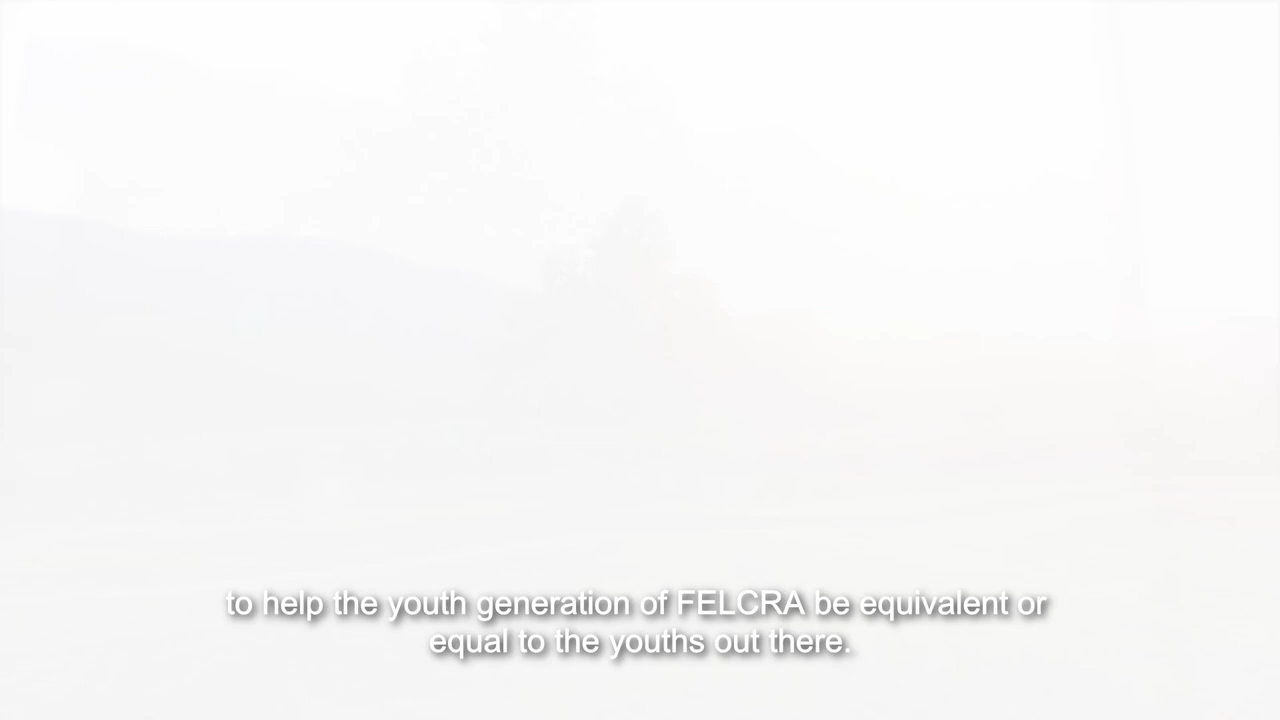 to help the youth generation of FELCRA be equivalent or
equal to the youths out there.